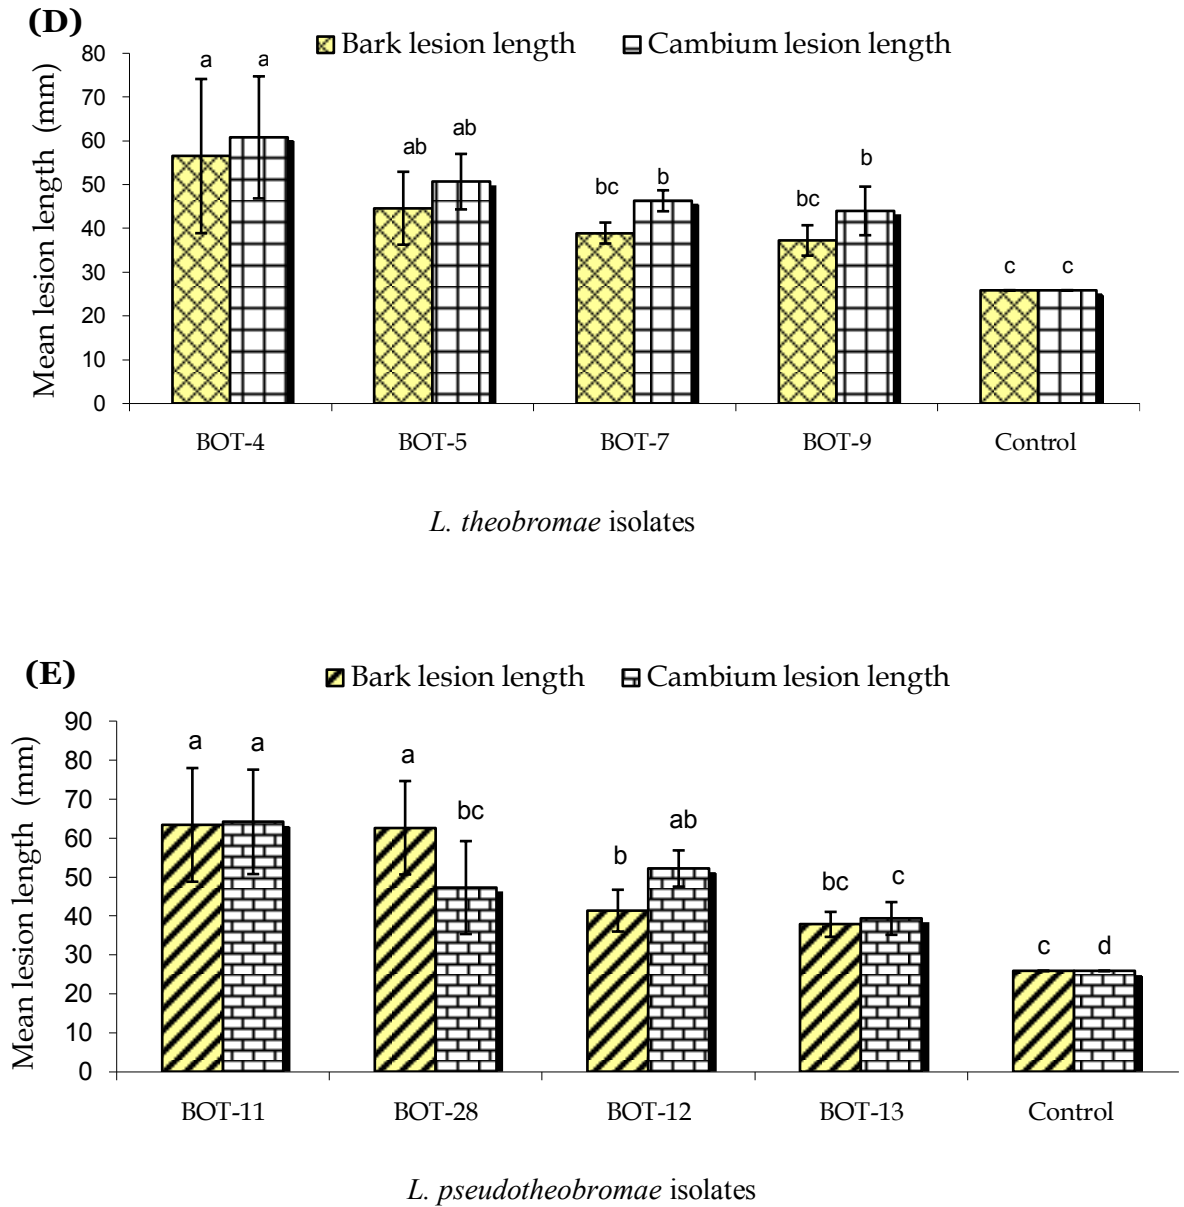 (D)
Bark lesion length Cambium lesion length
Mean lesion length (mm)
80
70
60
50
40
30
20
10
0
a a ab ab bc b bc b c c
BOT-4 BOT-5 BOT-7 BOT-9 Control
L. theobromae isolates
(E)
Bark lesion length Cambium lesion length
Mean lesion length (mm)
90
80
70
60
50
40
30
20
10
0
a a a bc b ab bc c c d
BOT-11 BOT-28 BOT-12 BOT-13 Control
L. pseudotheobromae isolates